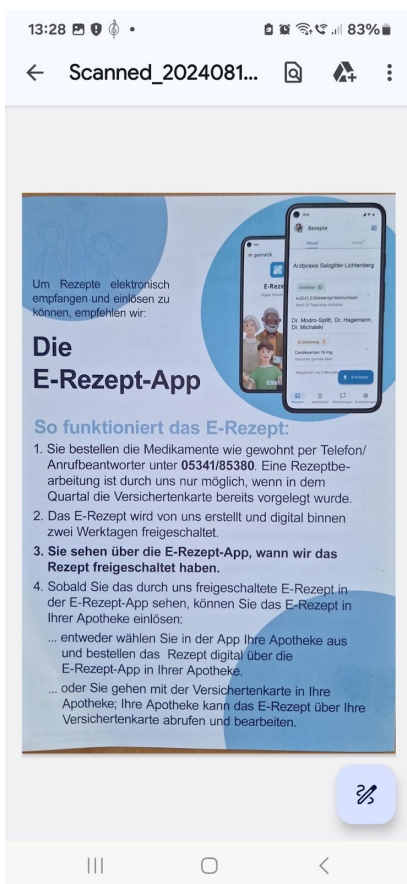 13:28
83%
Scanned_2024081...
Um Rezepte elektronisch
empfangen und einlösen zu
können, empfehlen wir:
Die
E-Rezept-App
gematik
E-Reze
Rezepte
Aktuell
Archiv
Arztpraxis Salzgitter-Lichtenberg
Einlösbar
Dr. Modro-Splitt, Dr. Hagemann,
Dr. Michalski
In Einlösung
Candesartan 16 mg
Einlösen
So funktioniert das E-Rezept:
1. Sie bestellen die Medikamente wie gewohnt per Telefon/
Anrufbeantworter unter 05341/85380. Eine Rezeptbe-
arbeitung ist durch uns nur möglich, wenn in dem
Quartal die Versichertenkarte bereits vorgelegt wurde.
2. Das E-Rezept wird von uns erstellt und digital binnen
zwei Werktagen freigeschaltet.
3. Sie sehen über die E-Rezept-App, wann wir das
Rezept freigeschaltet haben.
4. Sobald Sie das durch uns freigeschaltete E-Rezept in
der E-Rezept-App sehen, können Sie das E-Rezept in
Ihrer Apotheke einlösen:
... entweder wählen Sie in der App Ihre Apotheke aus
und bestellen das Rezept digital über die
E-Rezept-App in Ihrer Apotheke.
... oder Sie gehen mit der Versichertenkarte in Ihre
Apotheke; Ihre Apotheke kann das E-Rezept über Ihre
Versichertenkarte abrufen und bearbeiten.